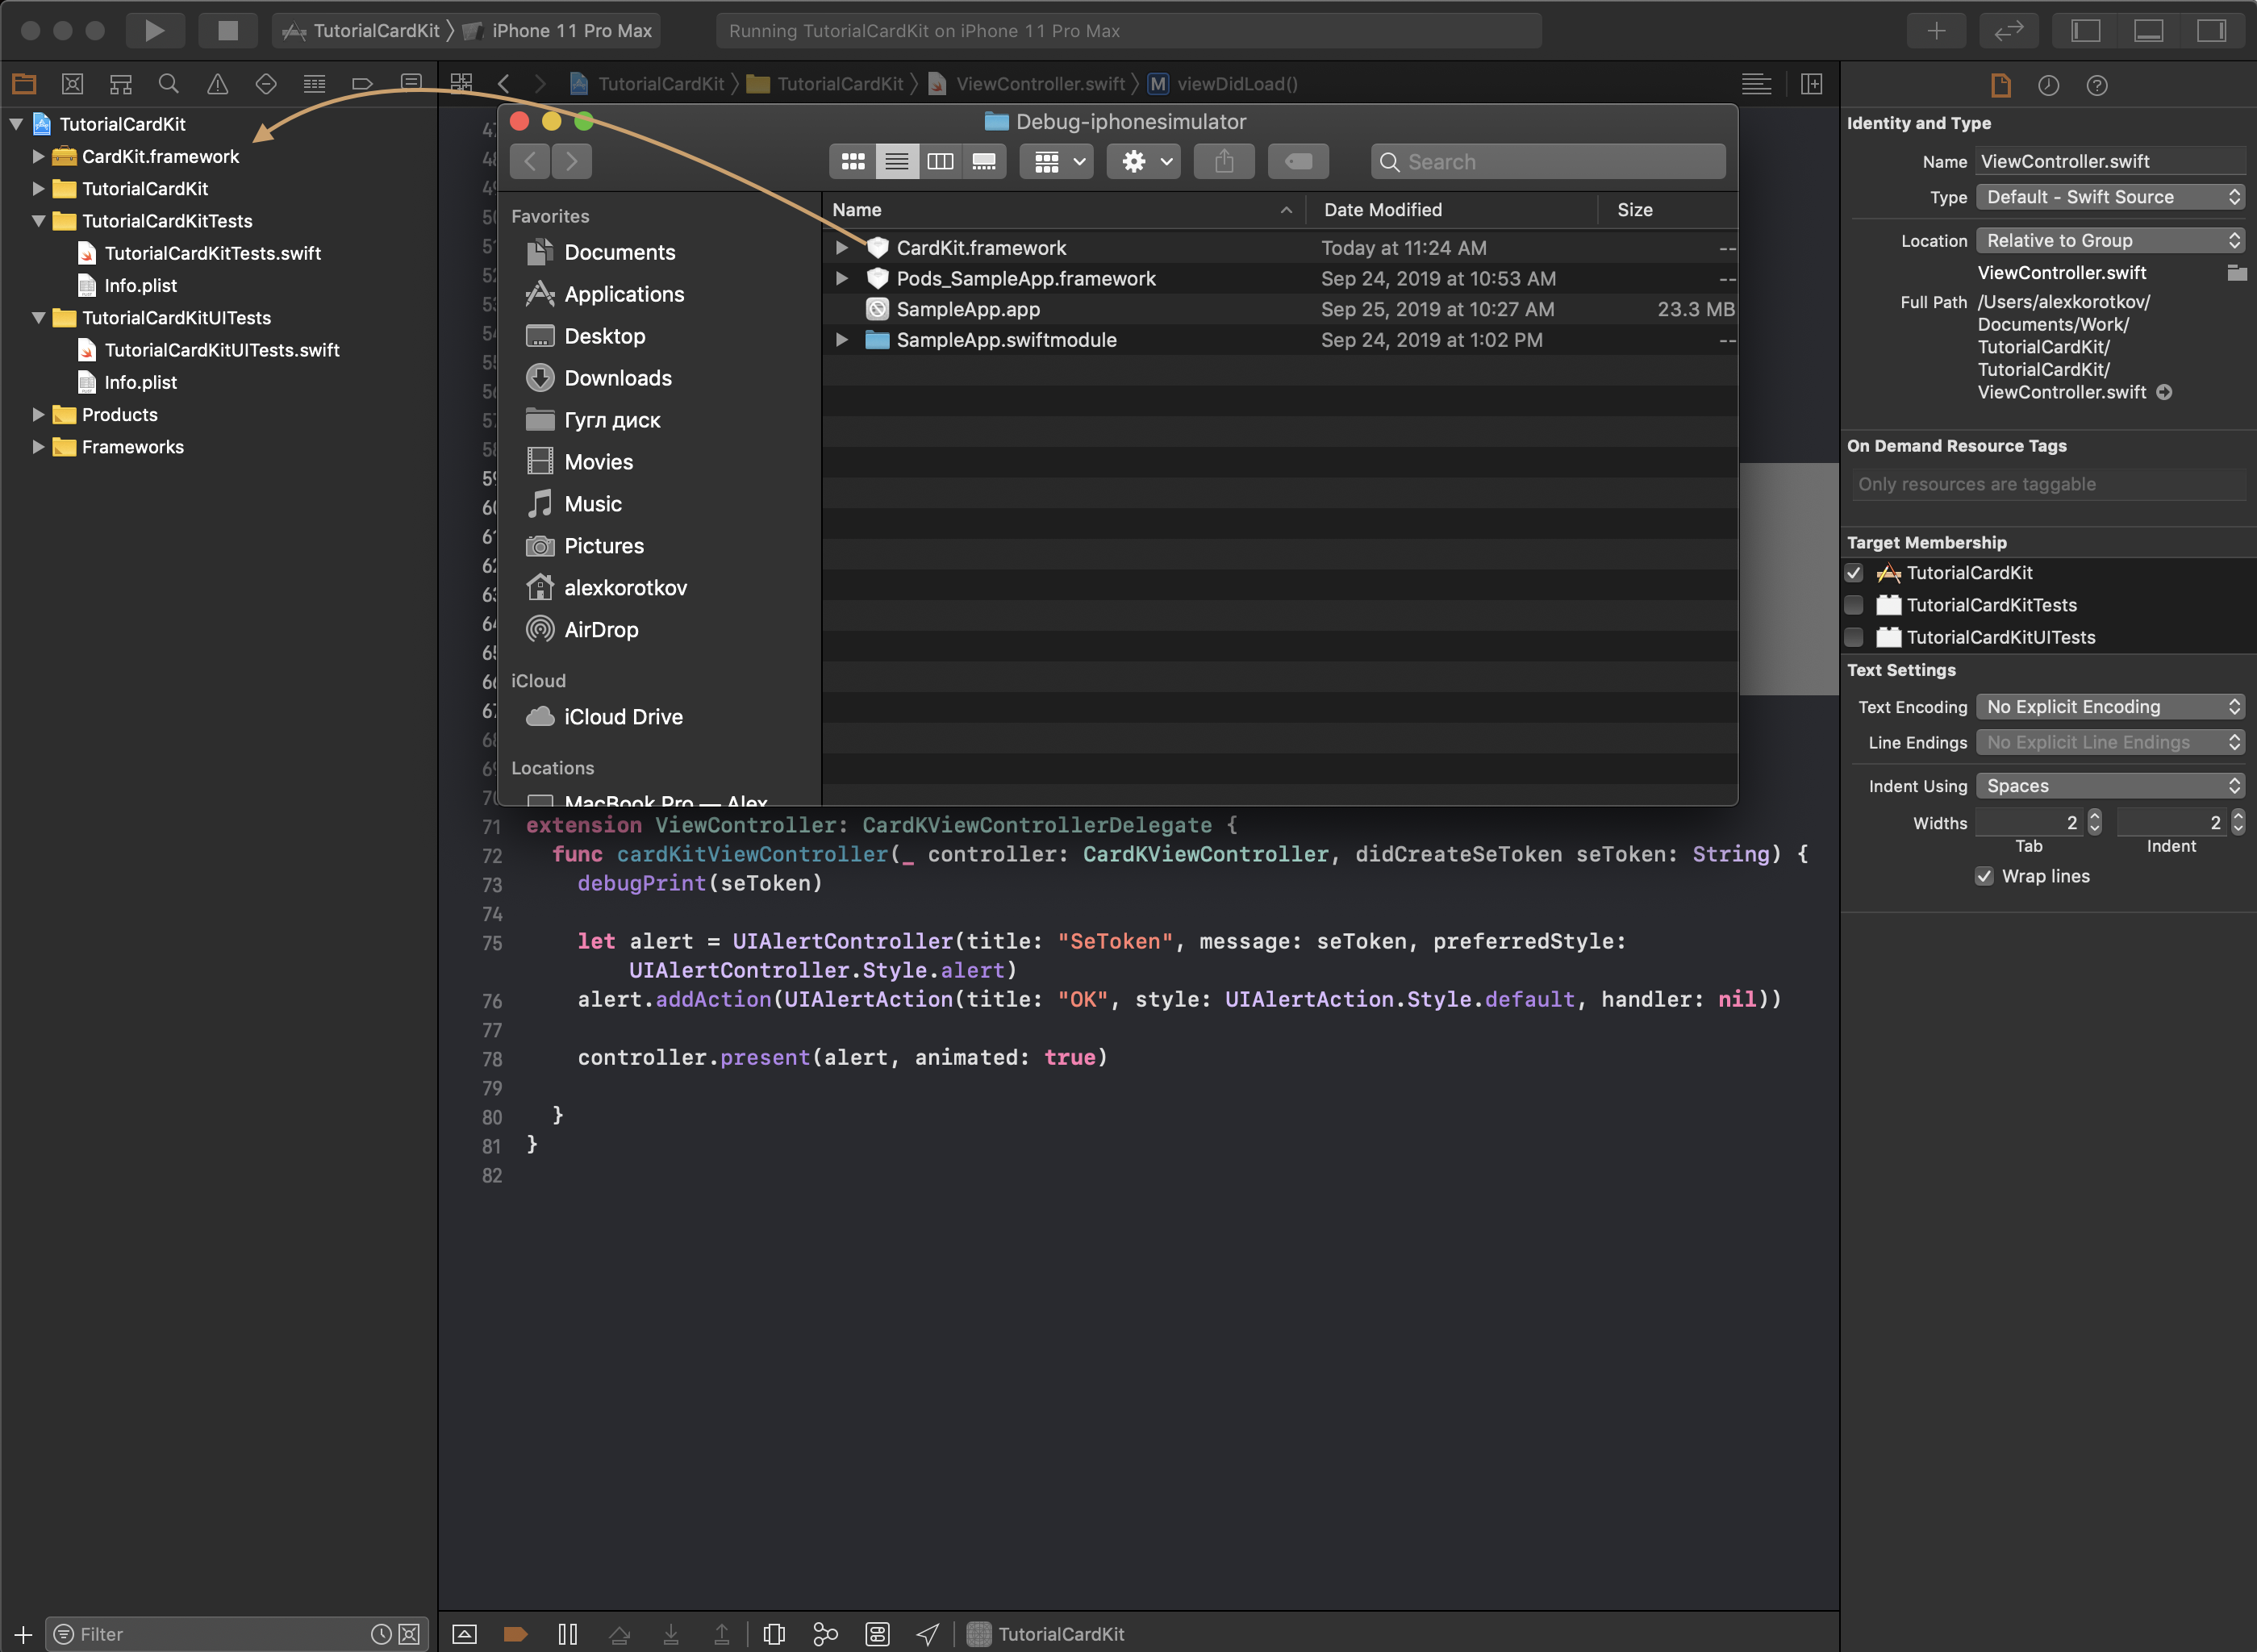 TutorialCardKit 〉 iPhone 11 Pro Max
Running TutorialCardKit on iPhone 11 Pro Max
TutorialCardKit 〉 TutorialCardKit 〉 ViewController.swift 〉 M viewDidLoad()
TutorialCardKit
CardKit.framework
TutorialCardKit
TutorialCardKitTests
TutorialCardKitTests.swift
Info.plist
TutorialCardKitUITests
TutorialCardKitUITests.swift
Info.plist
Products
Frameworks
Filter
Debug-iphonesimulator
Search
Favorites
Documents
Applications
Desktop
Downloads
Гугл диск
Movies
Music
Pictures
alexkorotkov
AirDrop
iCloud
iCloud Drive
Locations
MacBook Pro — Alex
Name Date Modified Size
CardKit.framework Today at 11:24 AM --
Pods_SampleApp.framework Sep 24, 2019 at 10:53 AM --
SampleApp.app Sep 25, 2019 at 10:27 AM 23.3 MB
SampleApp.swiftmodule Sep 24, 2019 at 1:02 PM --
71 extension ViewController: CardKViewControllerDelegate {
72 func cardKitViewController(_ controller: CardKViewController, didCreateSeToken seToken: String) {
73 debugPrint(seToken)
74
75 let alert = UIAlertController(title: "SeToken", message: seToken, preferredStyle:
UIAlertController.Style.alert)
76 alert.addAction(UIAlertAction(title: "OK", style: UIAlertAction.Style.default, handler: nil))
77
78 controller.present(alert, animated: true)
79
80 }
81 }
82
TutorialCardKit
Identity and Type
Name ViewController.swift
Type Default - Swift Source
Location Relative to Group
ViewController.swift
Full Path /Users/alexkorotkov/
Documents/Work/
TutorialCardKit/
TutorialCardKit/
ViewController.swift
On Demand Resource Tags
Only resources are taggable
Target Membership
TutorialCardKit
TutorialCardKitTests
TutorialCardKitUITests
Text Settings
Text Encoding No Explicit Encoding
Line Endings No Explicit Line Endings
Indent Using Spaces
Widths 2 2
Tab Indent
Wrap lines